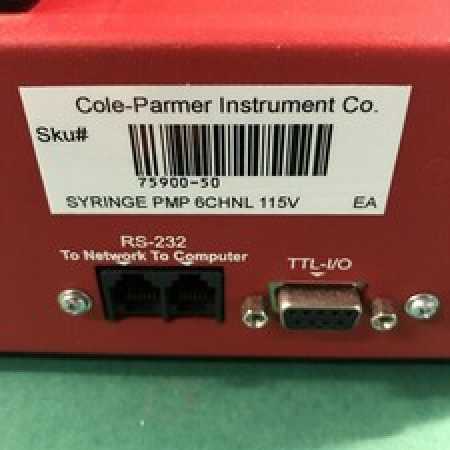 Cole-Parmer Instrument Co.
Sku#
75900-50
SYRINGE PMP 6CHNL 115V EA
RS-232
To Network To Computer
TTL-I/O